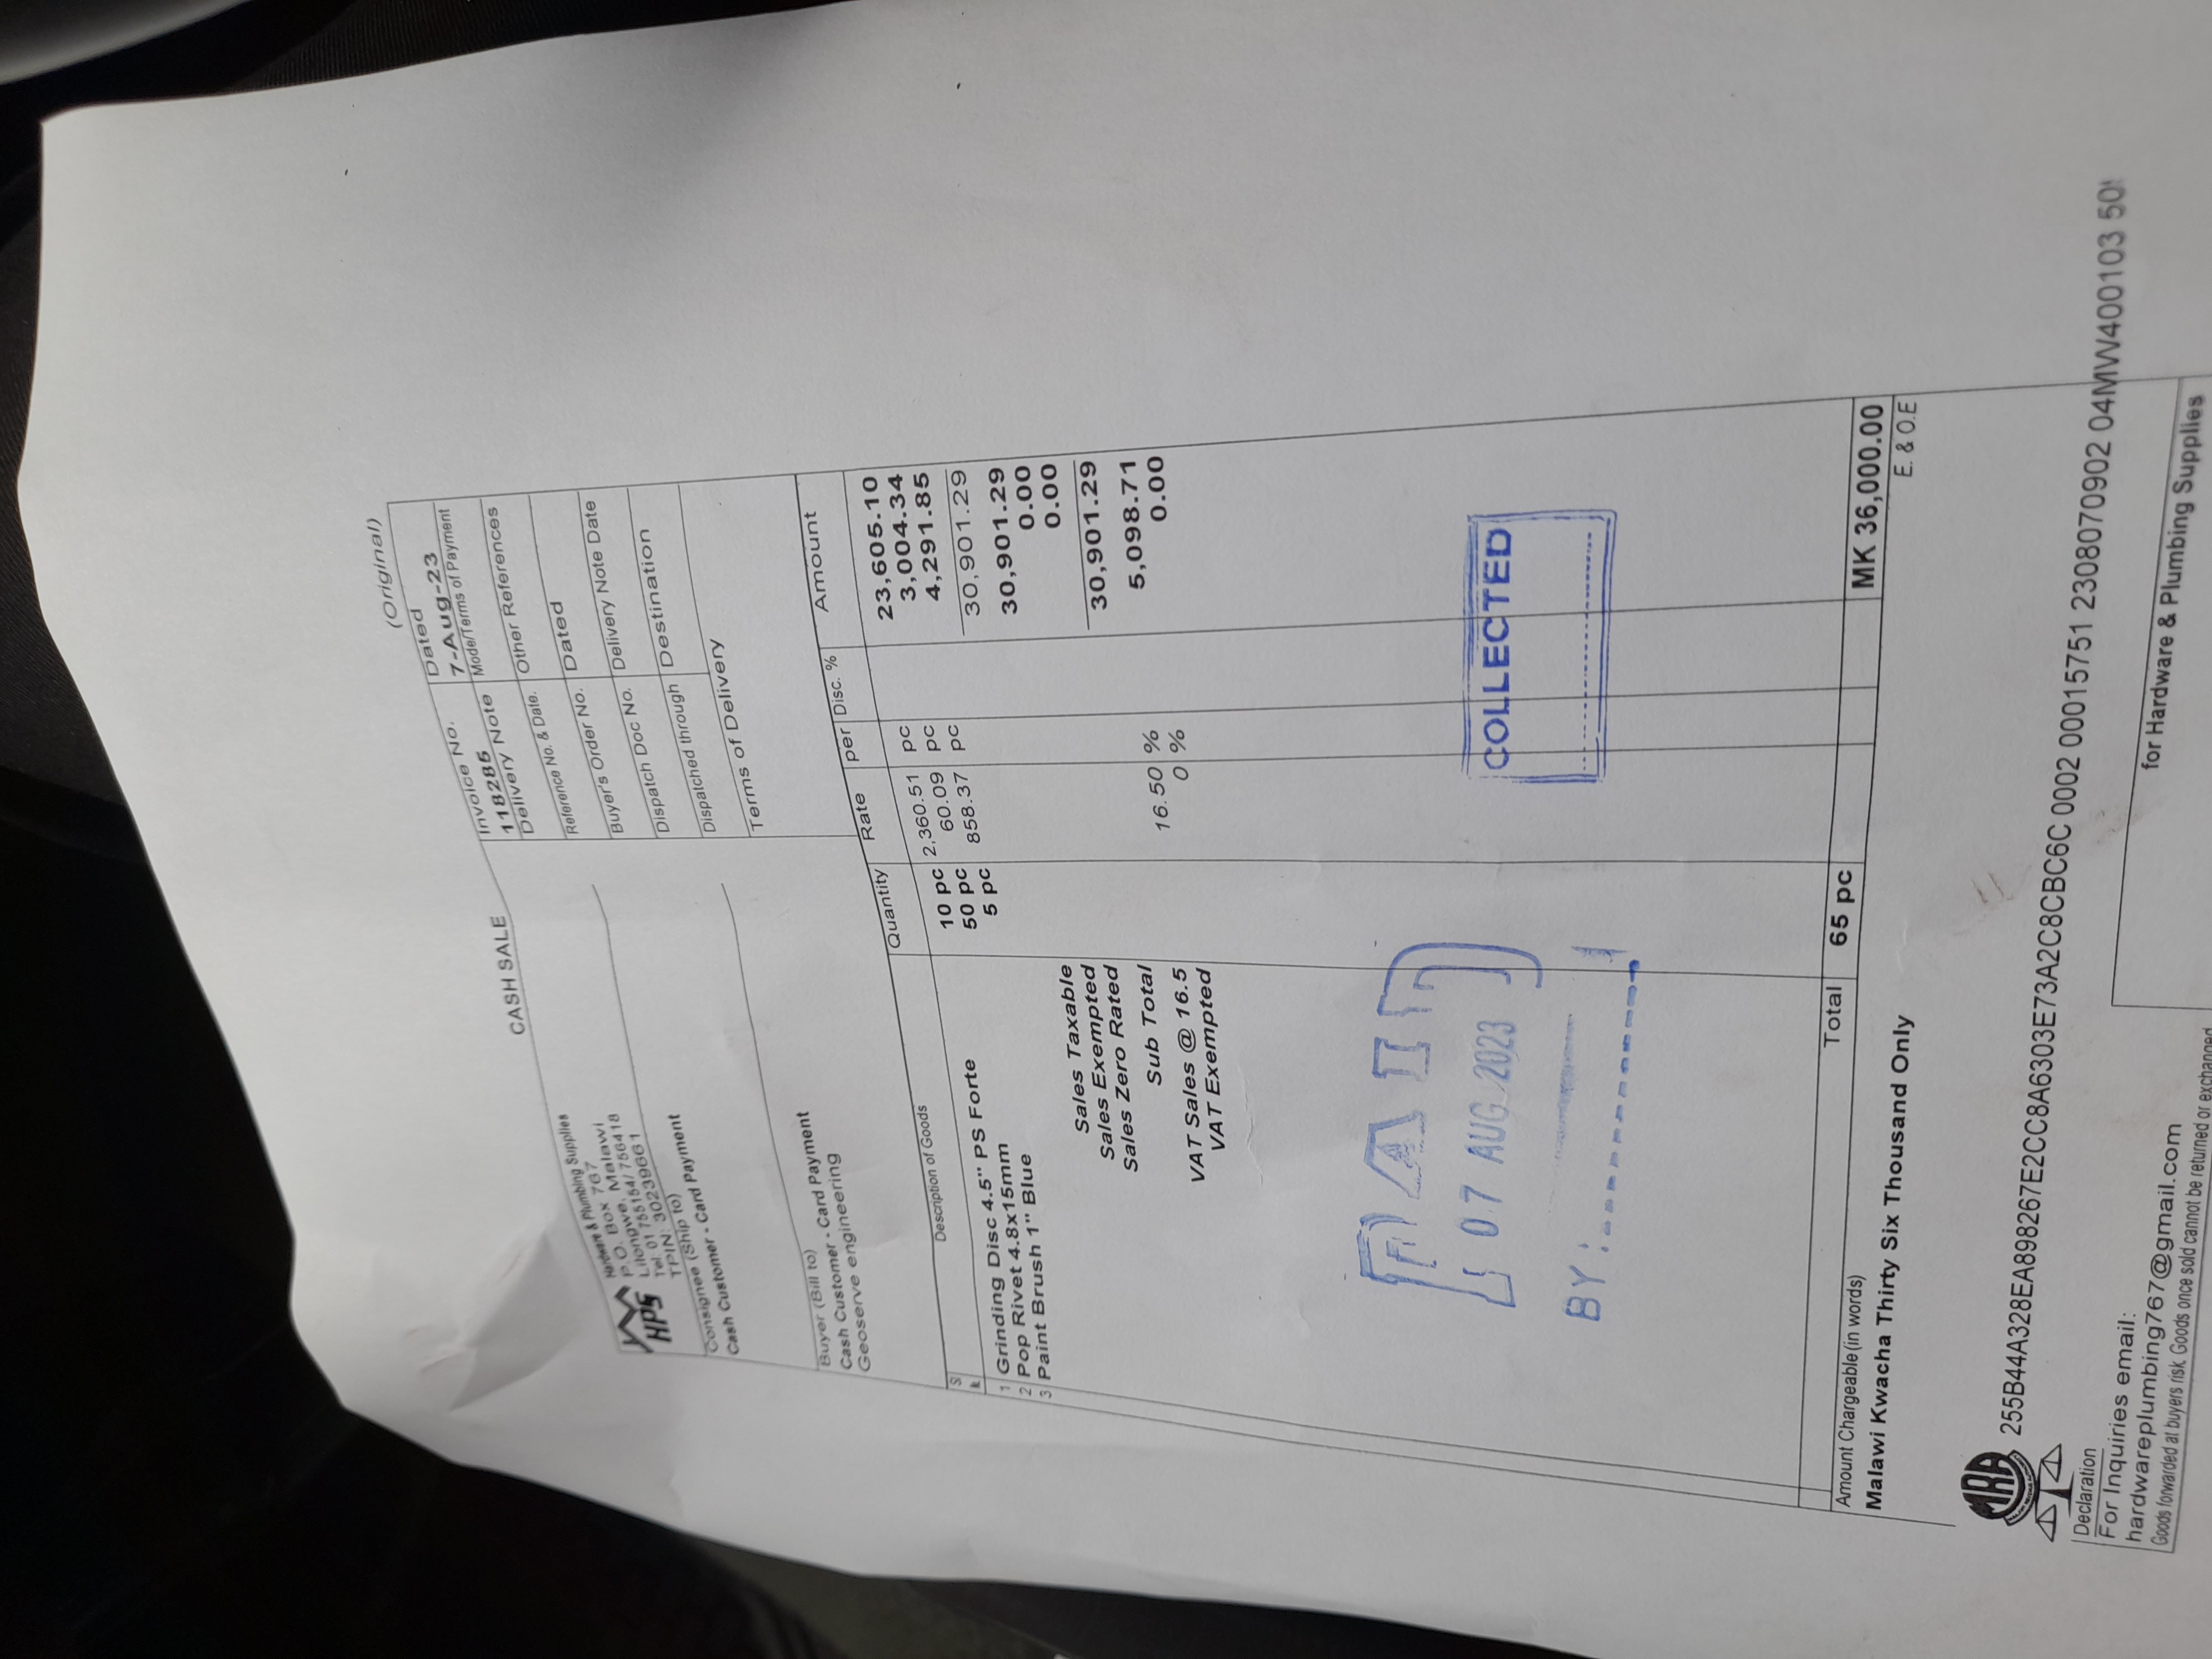 (Original)
CASH SALE
HPS
Hardware & Plumbing Supplies
P.O. Box 767
Lilongwe, Malawi
Tel: 01 755154/ 756418
TPIN: 30239661
Consignee (Ship to)
Cash Customer - Card Payment
Buyer (Bill to)
Cash Customer - Card Payment
Geoserve engineering
Invoice No. Dated
118285 7-Aug-23
Delivery Note Mode/Terms of Payment
Reference No. & Date. Other References
Buyer's Order No. Dated
Dispatch Doc No. Delivery Note Date
Dispatched through Destination
Terms of Delivery
Sl Description of Goods Quantity Rate per Disc. % Amount
1 Grinding Disc 4.5" PS Forte 10 pc 2,360.51 pc 23,605.10
2 Pop Rivet 4.8x15mm 50 pc 60.09 pc 3,004.34
3 Paint Brush 1" Blue 5 pc 858.37 pc 4,291.85
30,901.29
Sales Taxable 30,901.29
Sales Exempted 0.00
Sales Zero Rated 0.00
Sub Total 30,901.29
VAT Sales @ 16.5 16.50 % 5,098.71
VAT Exempted 0 % 0.00
PAID
07 AUG 2023
BY:
COLLECTED
Total 65 pc MK 36,000.00
Amount Chargeable (in words) E. & O.E
Malawi Kwacha Thirty Six Thousand Only
MRA
255B44A328EA898267E2CC8A6303E73A2C8CBC6C 0002 00015751 2308070902 04MW400103
Declaration
For Inquiries email:
hardwareplumbing767@gmail.com
Goods forwarded at buyers risk. Goods once sold cannot be returned or exchanged
for Hardware & Plumbing Supplies